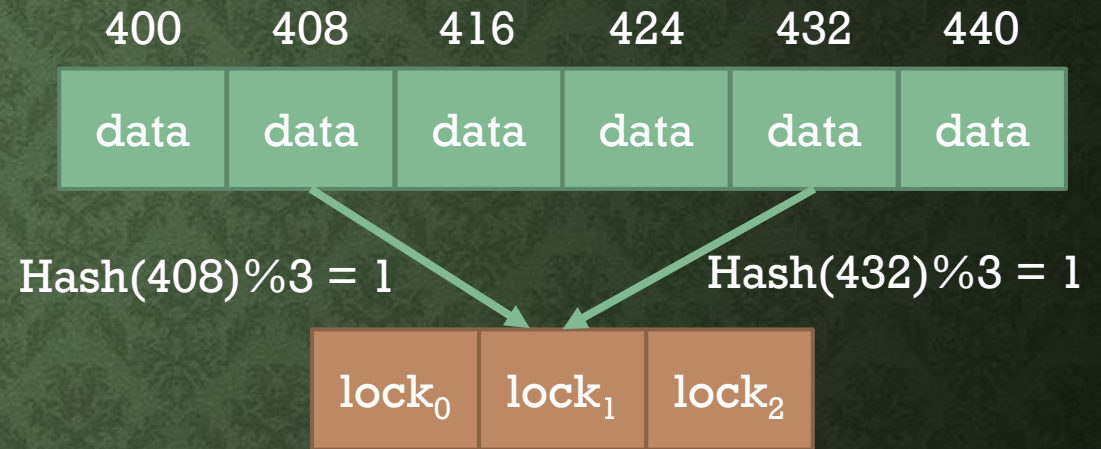 400 408 416 424 432 440
data data data data data data
Hash(408)%3 = 1 Hash(432)%3 = 1
lock₀ lock₁ lock₂